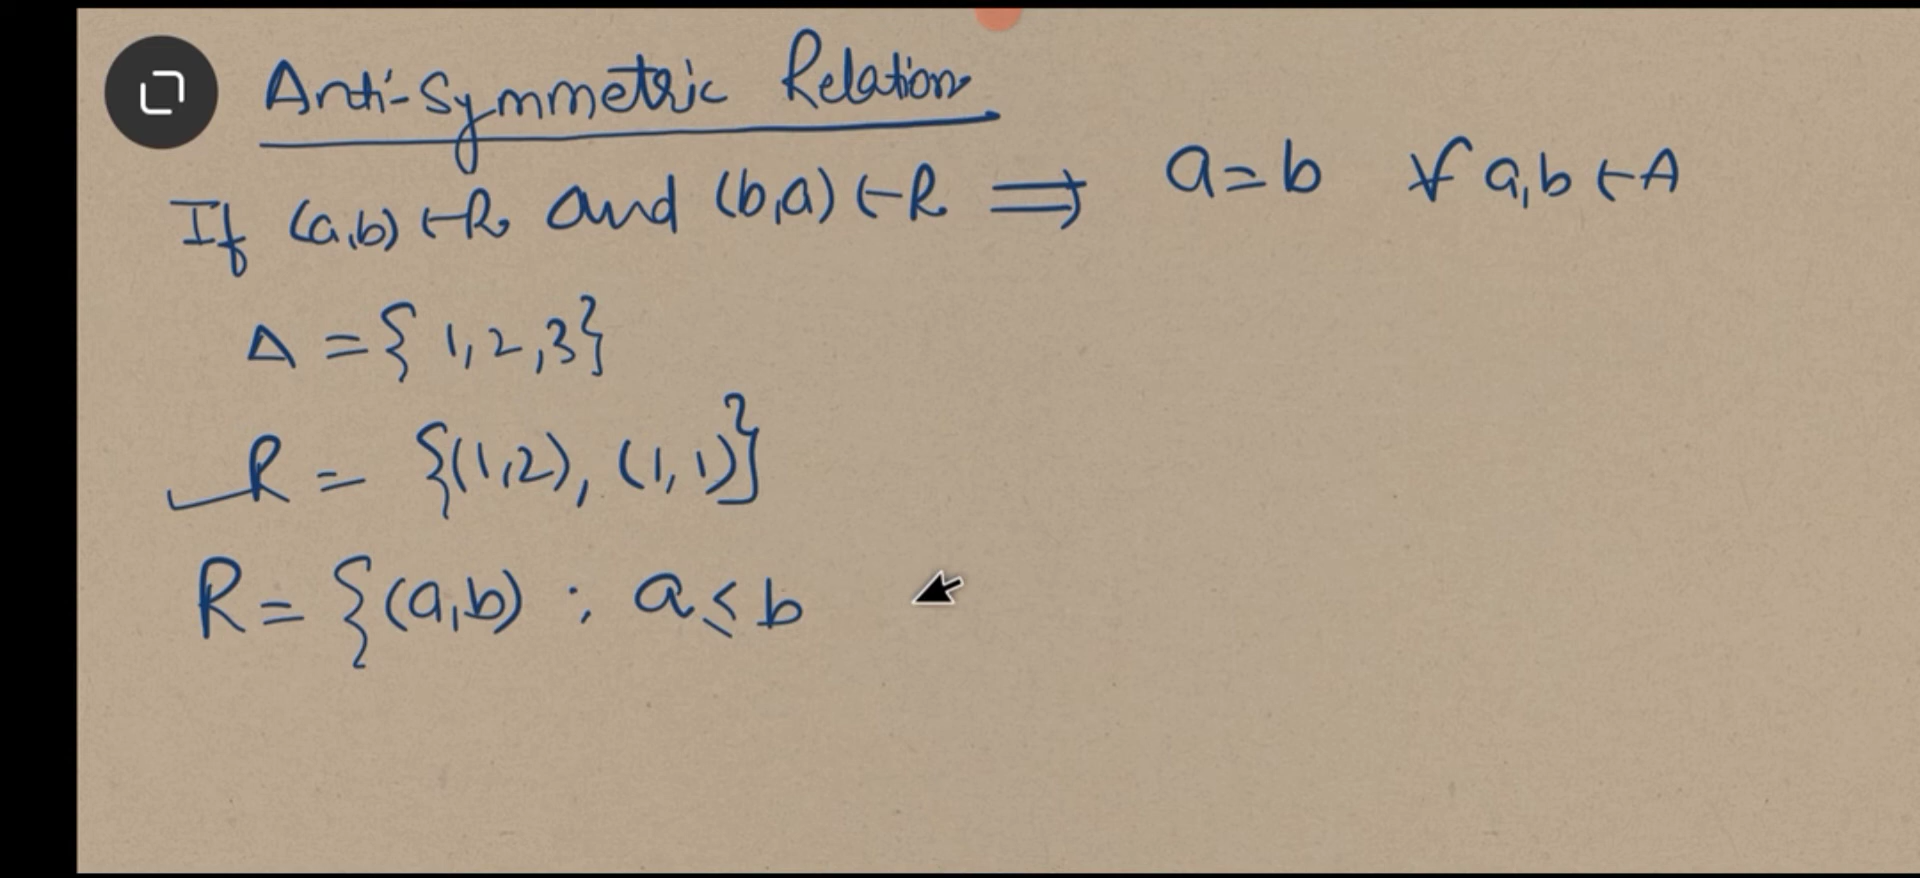 Anti-Symmetric Relation
If (a,b) ∈ R and (b,a) ∈ R ⟹ a=b ∀ a,b ∈ A
A = { 1, 2, 3}
R = {(1,2), (1,1)}
R = {(a,b) : a ≤ b